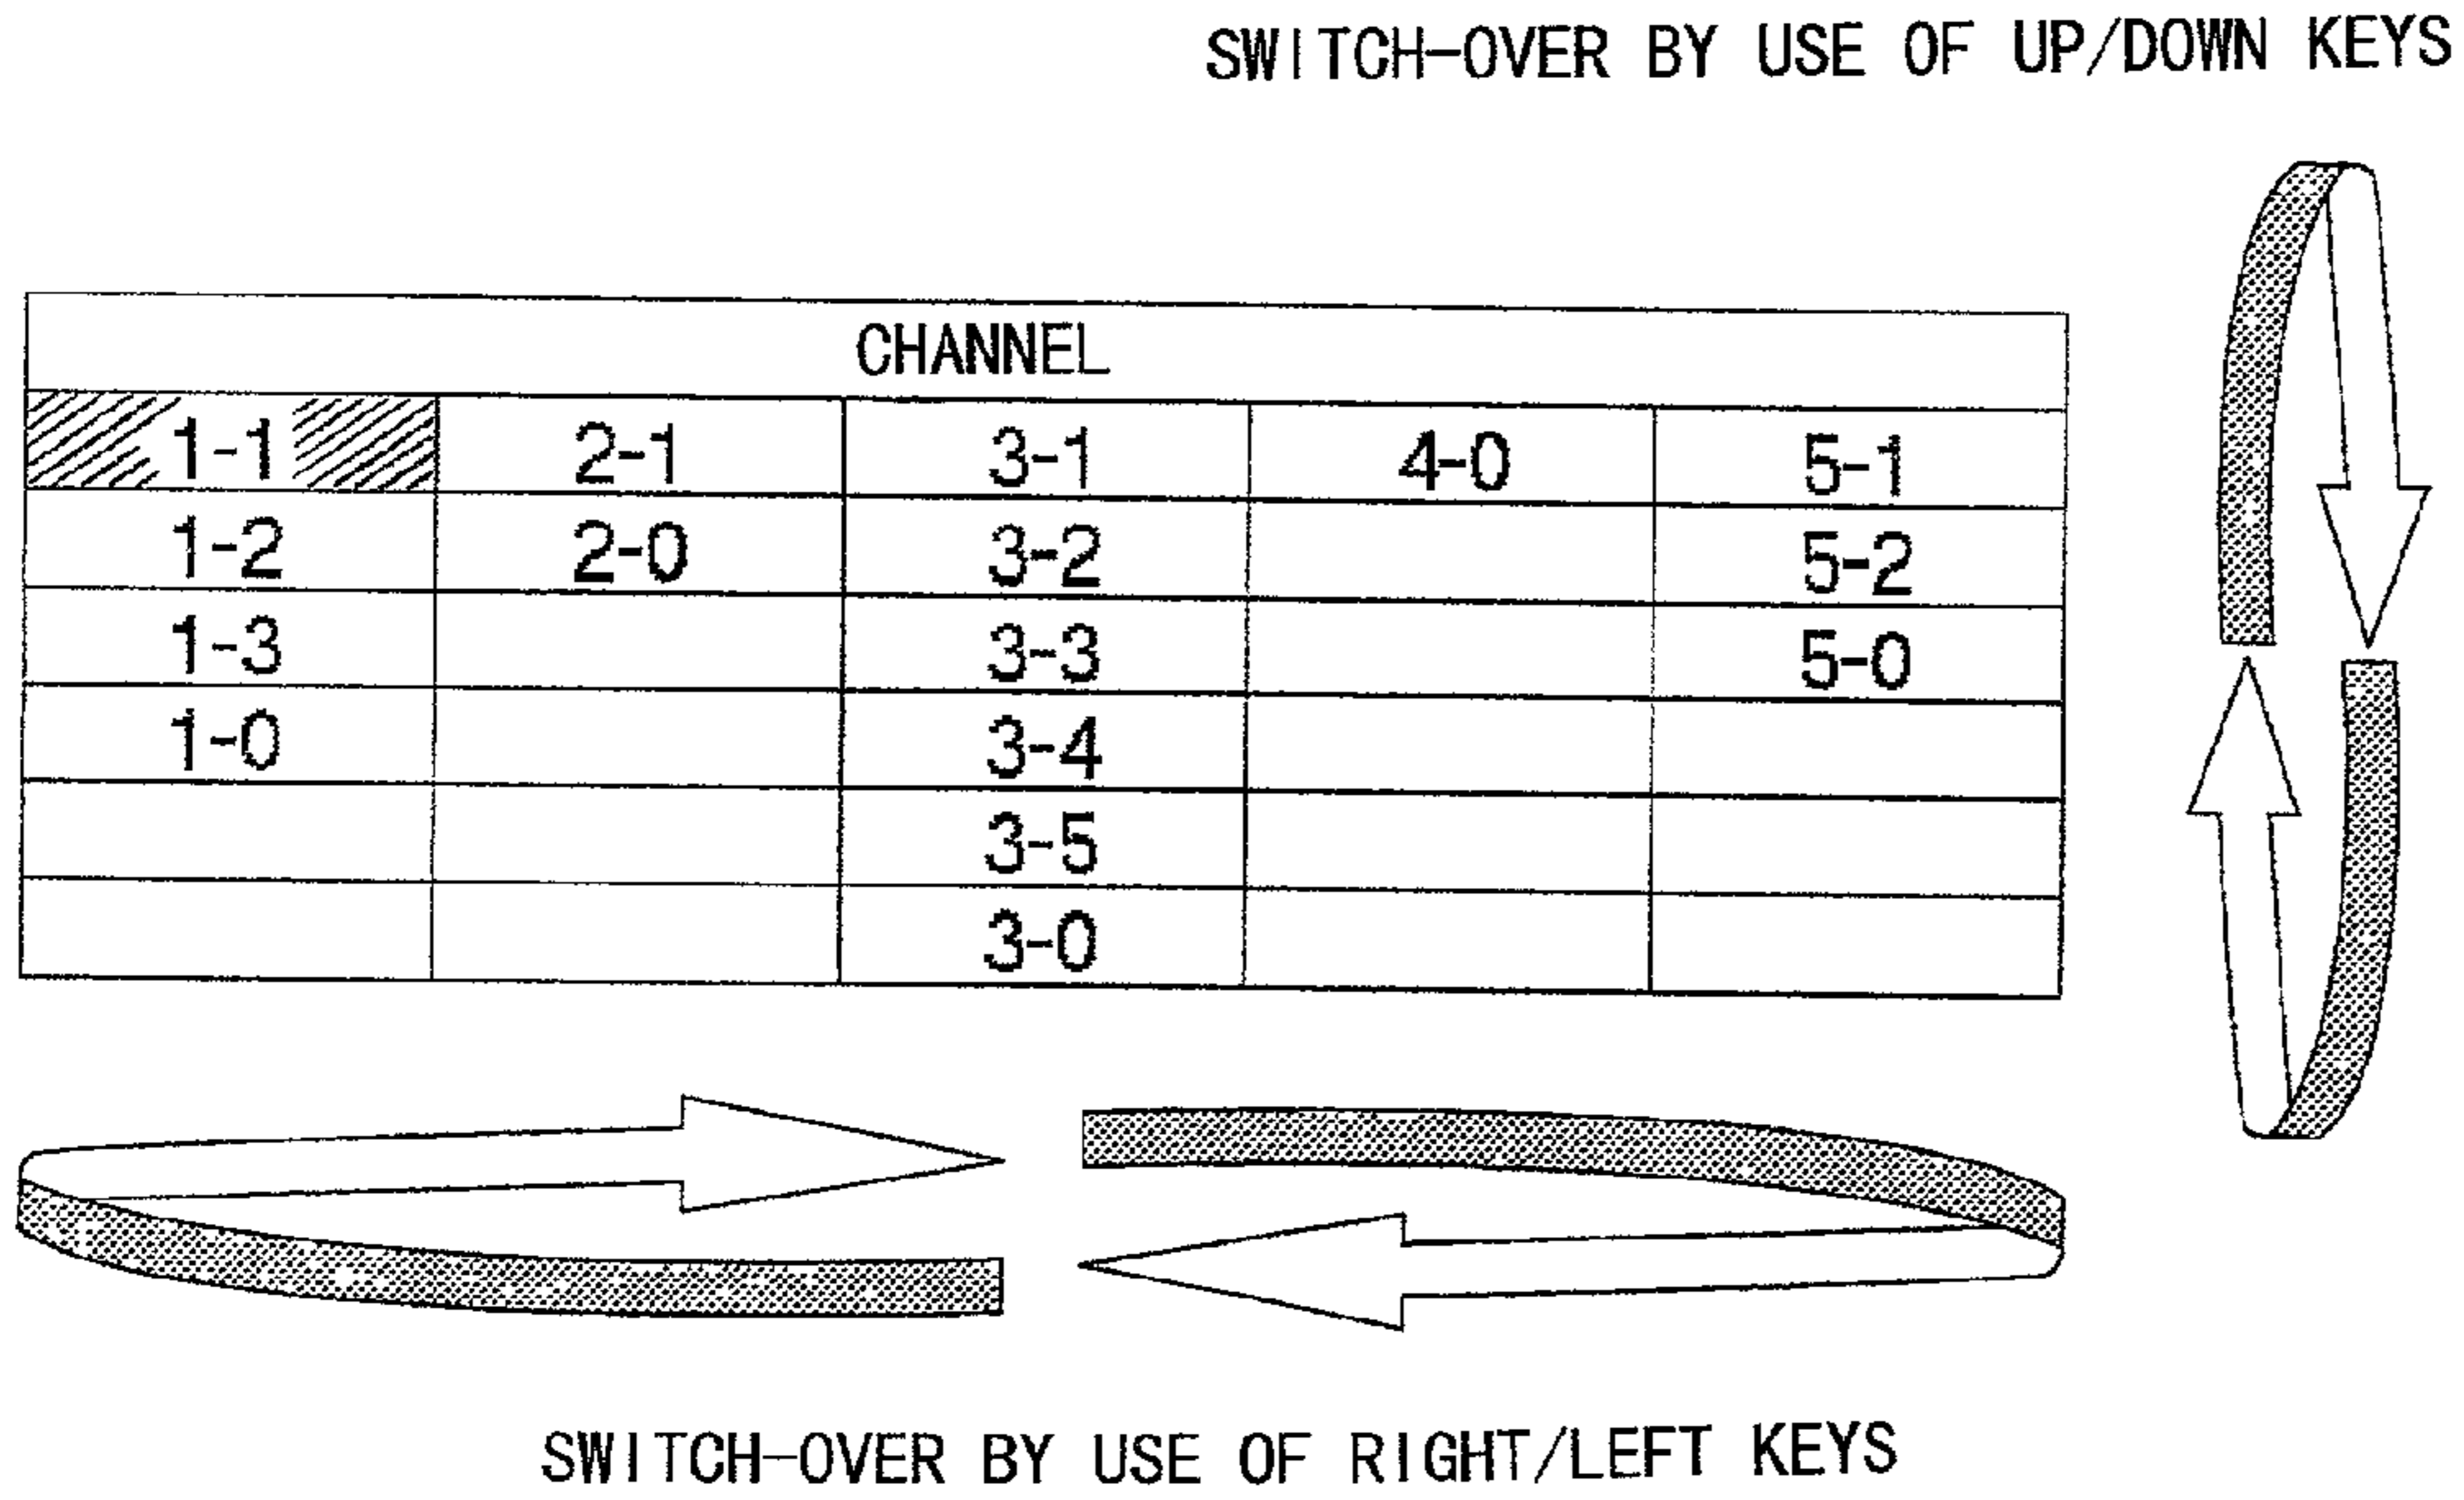 SWITCH-OVER BY USE OF UP/DOWN KEYS
CHANNEL
1-1 2-1 3-1 4-0 5-1
1-2 2-0 3-2 5-2
1-3 3-3 5-0
1-0 3-4
3-5
3-0
SWITCH-OVER BY USE OF RIGHT/LEFT KEYS